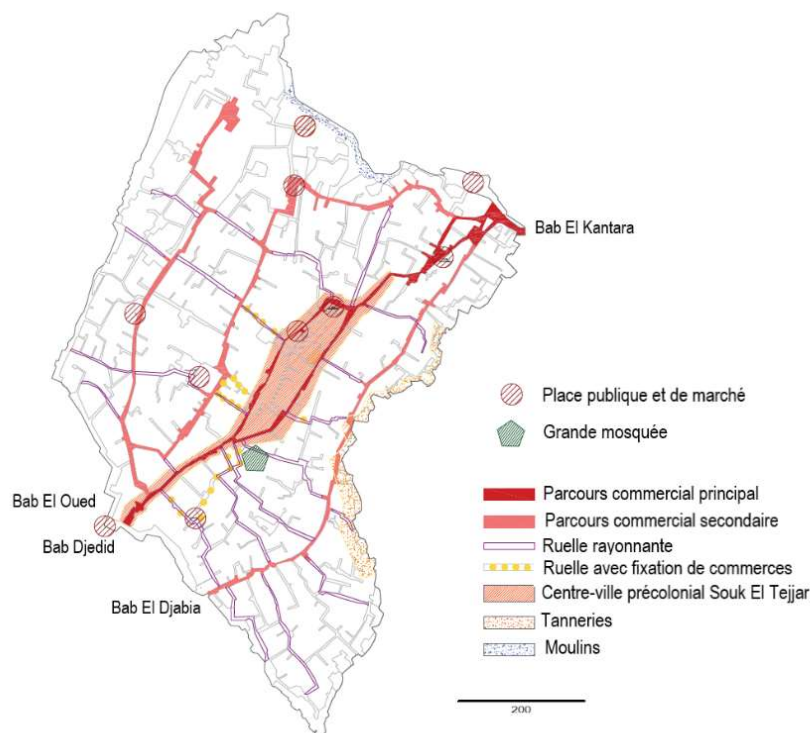 Bab El Kantara
Place publique et de marché
Grande mosquée
Bab El Oued
Bab Djedid
Bab El Djabia
Parcours commercial principal
Parcours commercial secondaire
Ruelle rayonnante
Ruelle avec fixation de commerces
Centre-ville précolonial Souk El Tejjar
Tanneries
Moulins
200